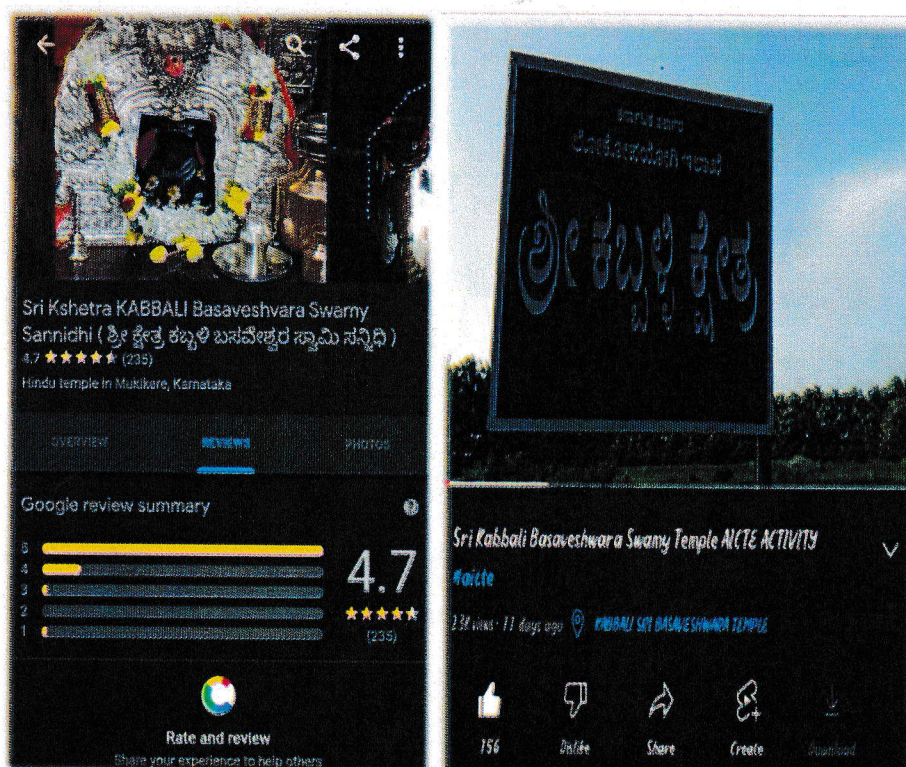 Sri Kshetra KABBALI Basaveshvara Swamy
Sannidhi ( ಶ್ರೀ ಕ್ಷೇತ್ರ ಕಬ್ಬಳಿ ಬಸವೇಶ್ವರ ಸ್ವಾಮಿ ಸನ್ನಿಧಿ )
4.7 (235)
Hindu temple in Mukikere, Karnataka
OVERVIEW REVIEWS PHOTOS
Google review summary
5
4
3
2
1
4.7
(235)
Rate and review
Share your experience to help others
ಶ್ರೀ ಕಬ್ಬಳಿ ಕ್ಷೇತ್ರ
Sri Kabbali Basaveshwara Swamy Temple AICTE ACTIVITY
#aicte
views · 11 days ago KABBALI SRI BASAVESHWARA TEMPLE
156 Dislike Share Create Download